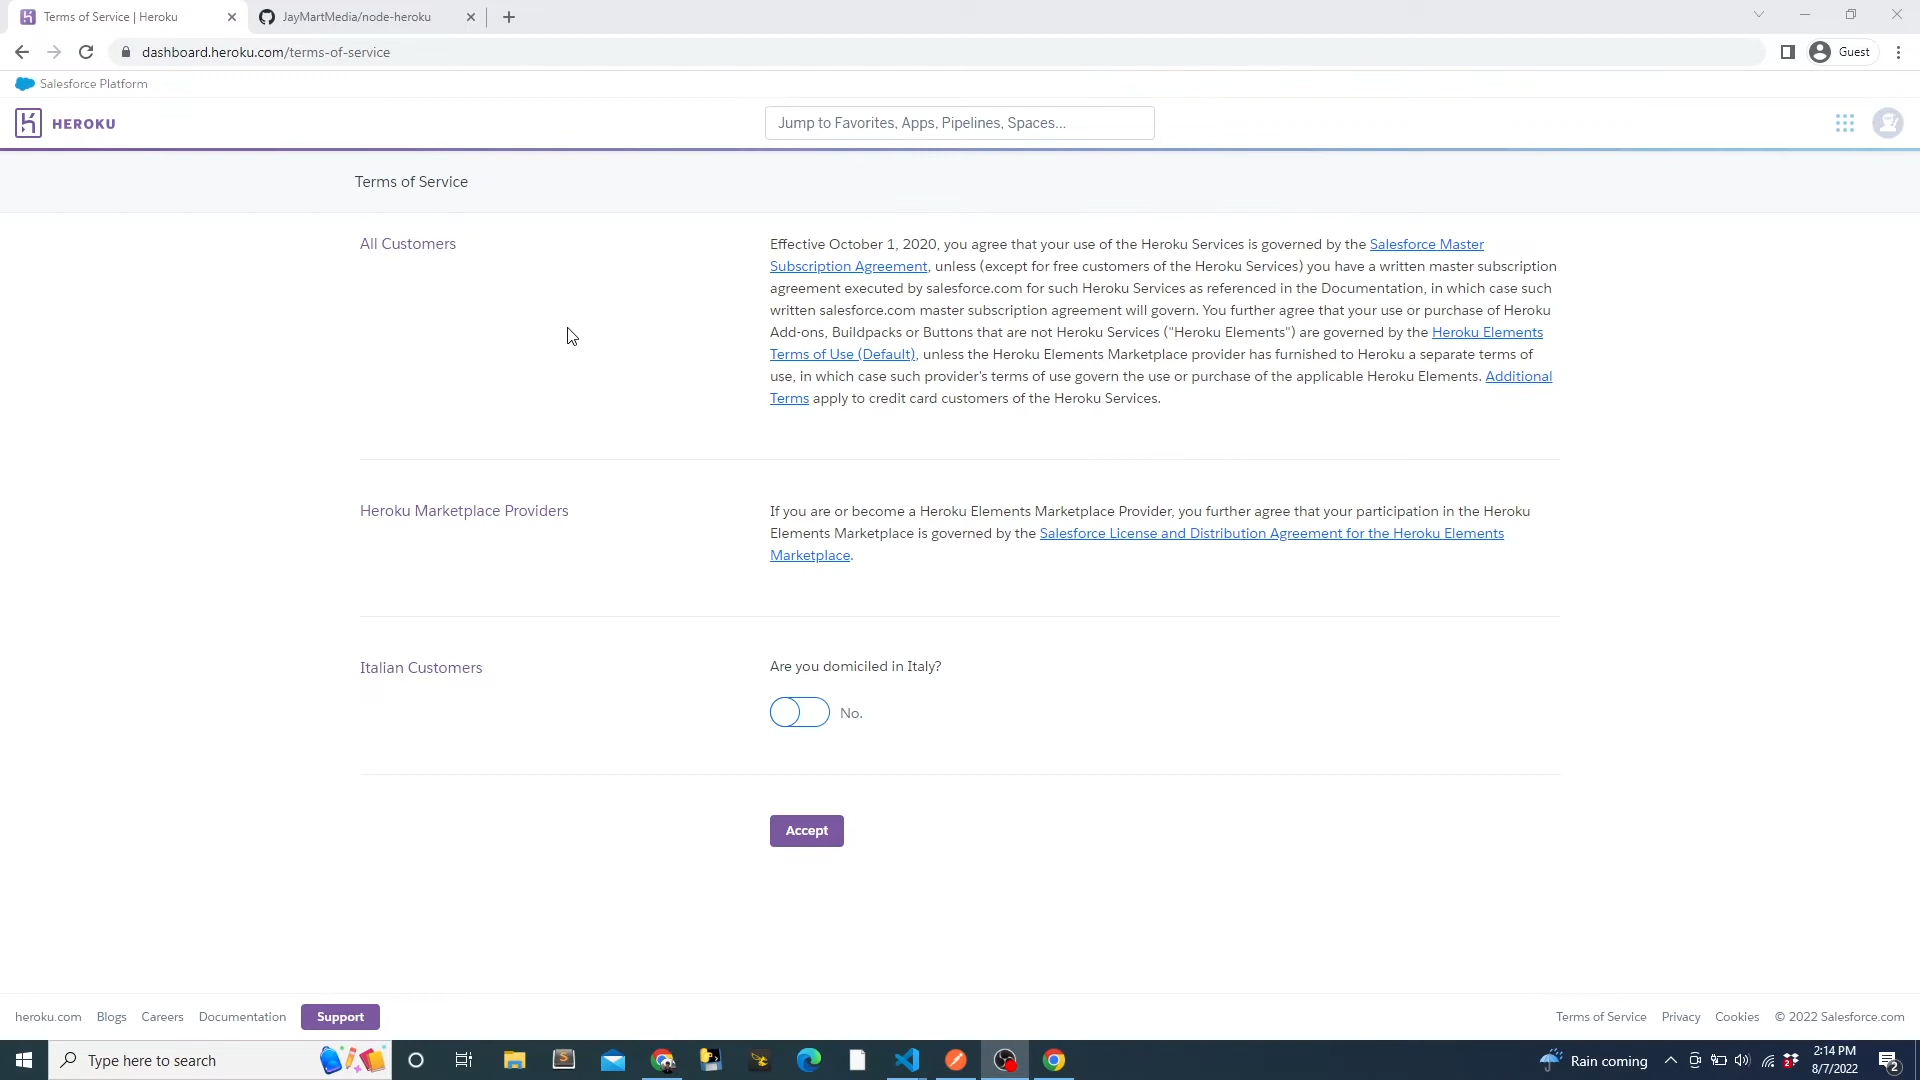 Terms of Service | Heroku
JayMartMedia/node-heroku
dashboard.heroku.com/terms-of-service
Guest
Salesforce Platform
HEROKU
Jump to Favorites, Apps, Pipelines, Spaces...
Terms of Service
All Customers
Effective October 1, 2020, you agree that your use of the Heroku Services is governed by the Salesforce Master
Subscription Agreement, unless (except for free customers of the Heroku Services) you have a written master subscription
agreement executed by salesforce.com for such Heroku Services as referenced in the Documentation, in which case such
written salesforce.com master subscription agreement will govern. You further agree that your use or purchase of Heroku
Add-ons, Buildpacks or Buttons that are not Heroku Services ("Heroku Elements") are governed by the Heroku Elements
Terms of Use (Default), unless the Heroku Elements Marketplace provider has furnished to Heroku a separate terms of
use, in which case such provider's terms of use govern the use or purchase of the applicable Heroku Elements. Additional
Terms apply to credit card customers of the Heroku Services.
Heroku Marketplace Providers
If you are or become a Heroku Elements Marketplace Provider, you further agree that your participation in the Heroku
Elements Marketplace is governed by the Salesforce License and Distribution Agreement for the Heroku Elements
Marketplace.
Italian Customers
Are you domiciled in Italy?
No.
Accept
heroku.com Blogs Careers Documentation Support
Terms of Service Privacy Cookies © 2022 Salesforce.com
Type here to search
Rain coming
2:14 PM
8/7/2022
2